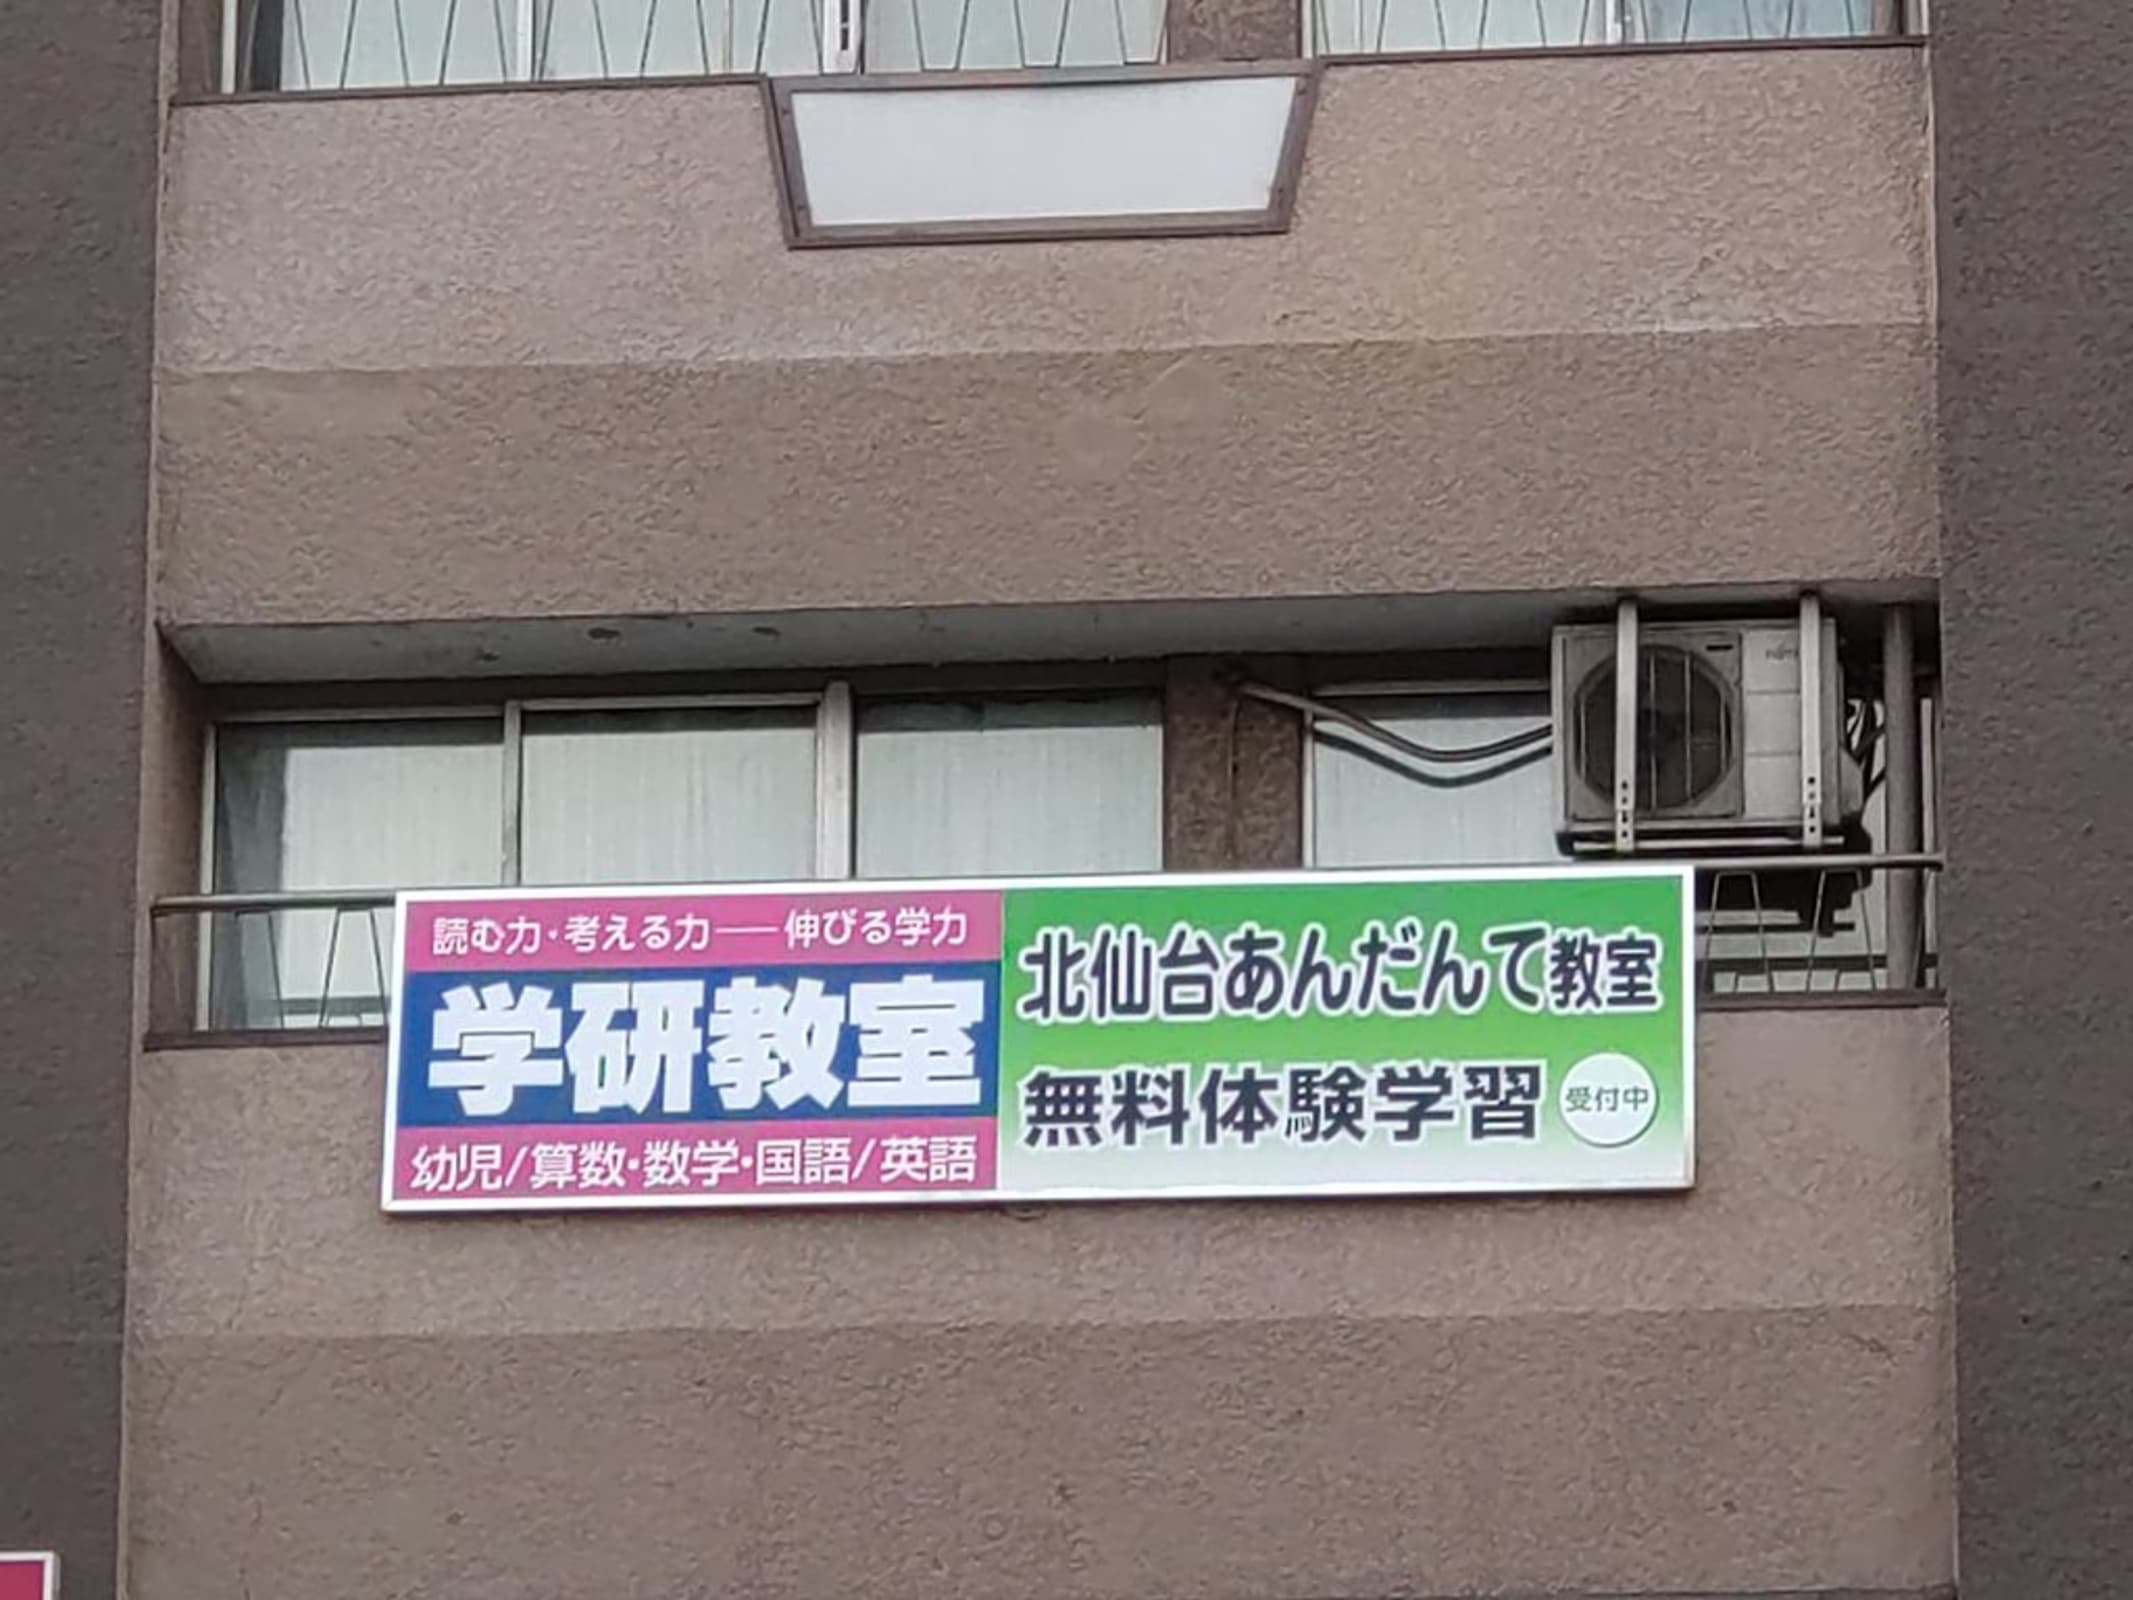 読む力・考える力──伸びる学力
学研教室
幼児/算数・数学・国語/英語
北仙台あんだんて教室
無料体験学習
受付中